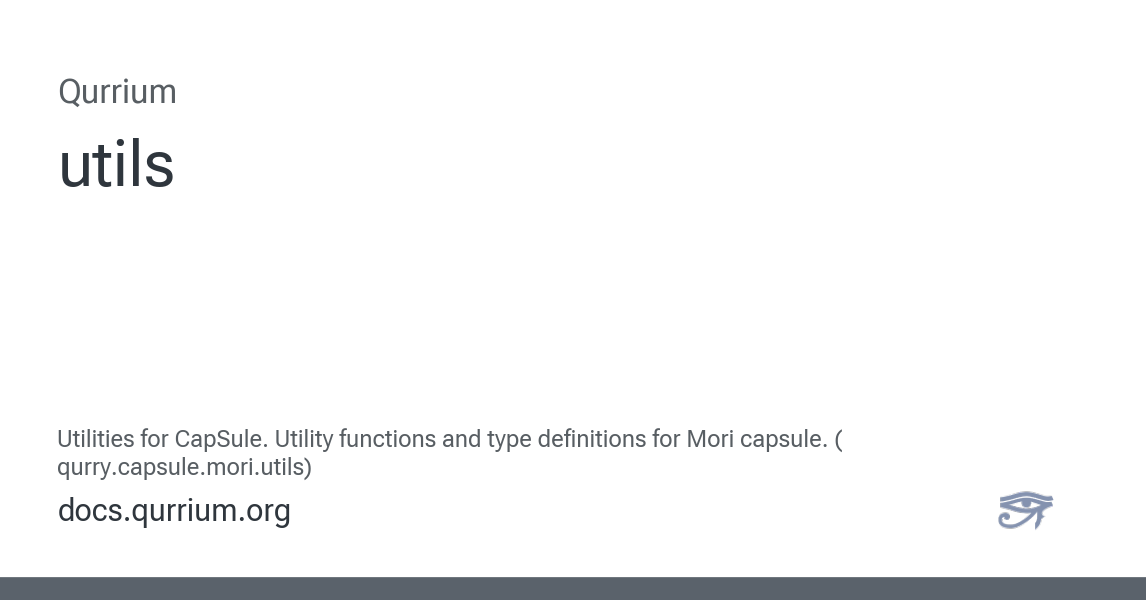 Qurrium
utils
Utilities for CapSule. Utility functions and type definitions for Mori capsule. (
qurry.capsule.mori.utils)
docs.qurrium.org